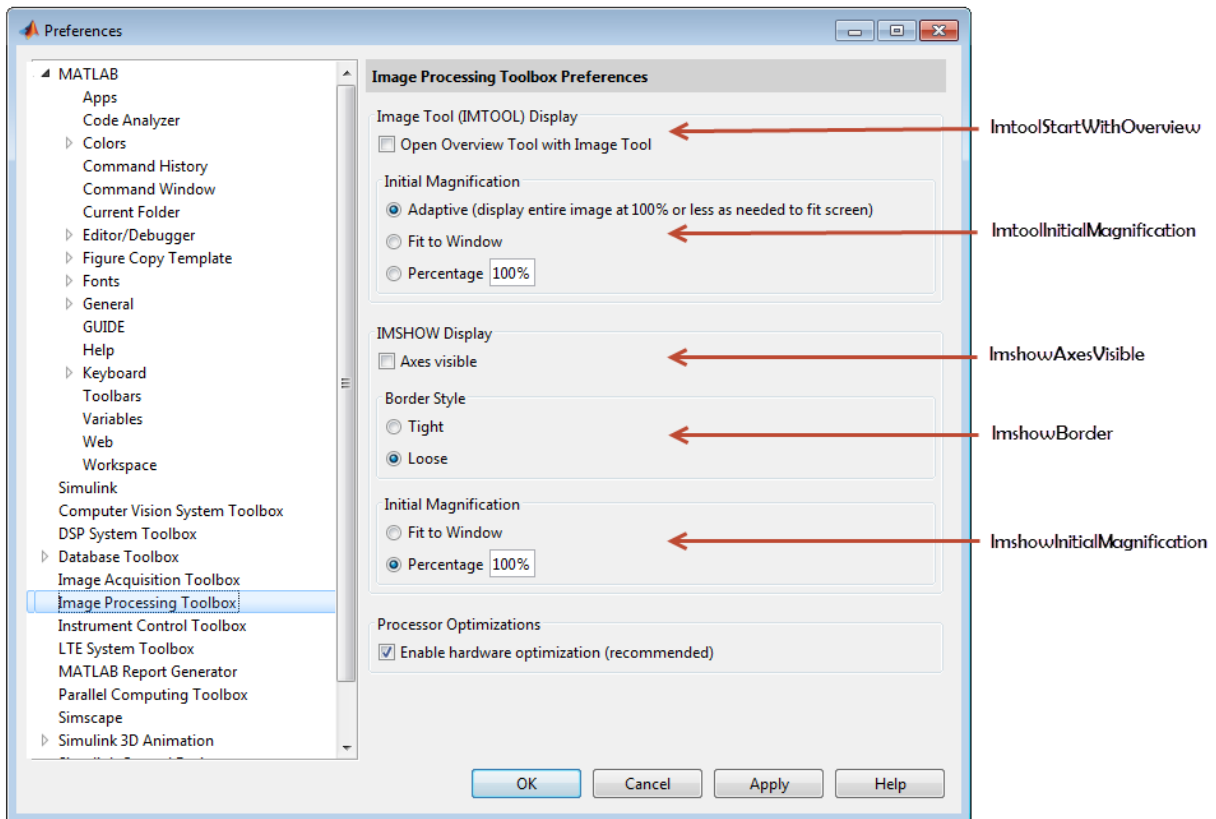 Preferences
MATLAB
Apps
Code Analyzer
Colors
Command History
Command Window
Current Folder
Editor/Debugger
Figure Copy Template
Fonts
General
GUIDE
Help
Keyboard
Toolbars
Variables
Web
Workspace
Simulink
Computer Vision System Toolbox
DSP System Toolbox
Database Toolbox
Image Acquisition Toolbox
Image Processing Toolbox
Instrument Control Toolbox
LTE System Toolbox
MATLAB Report Generator
Parallel Computing Toolbox
Simscape
Simulink 3D Animation
Image Processing Toolbox Preferences
Image Tool (IMTOOL) Display
Open Overview Tool with Image Tool
Initial Magnification
Adaptive (display entire image at 100% or less as needed to fit screen)
Fit to Window
Percentage 100%
IMSHOW Display
Axes visible
Border Style
Tight
Loose
Initial Magnification
Fit to Window
Percentage 100%
Processor Optimizations
Enable hardware optimization (recommended)
OK Cancel Apply Help
ImtoolStartWithOverview
ImtoolInitialMagnification
ImshowAxesVisible
ImshowBorder
ImshowInitialMagnification